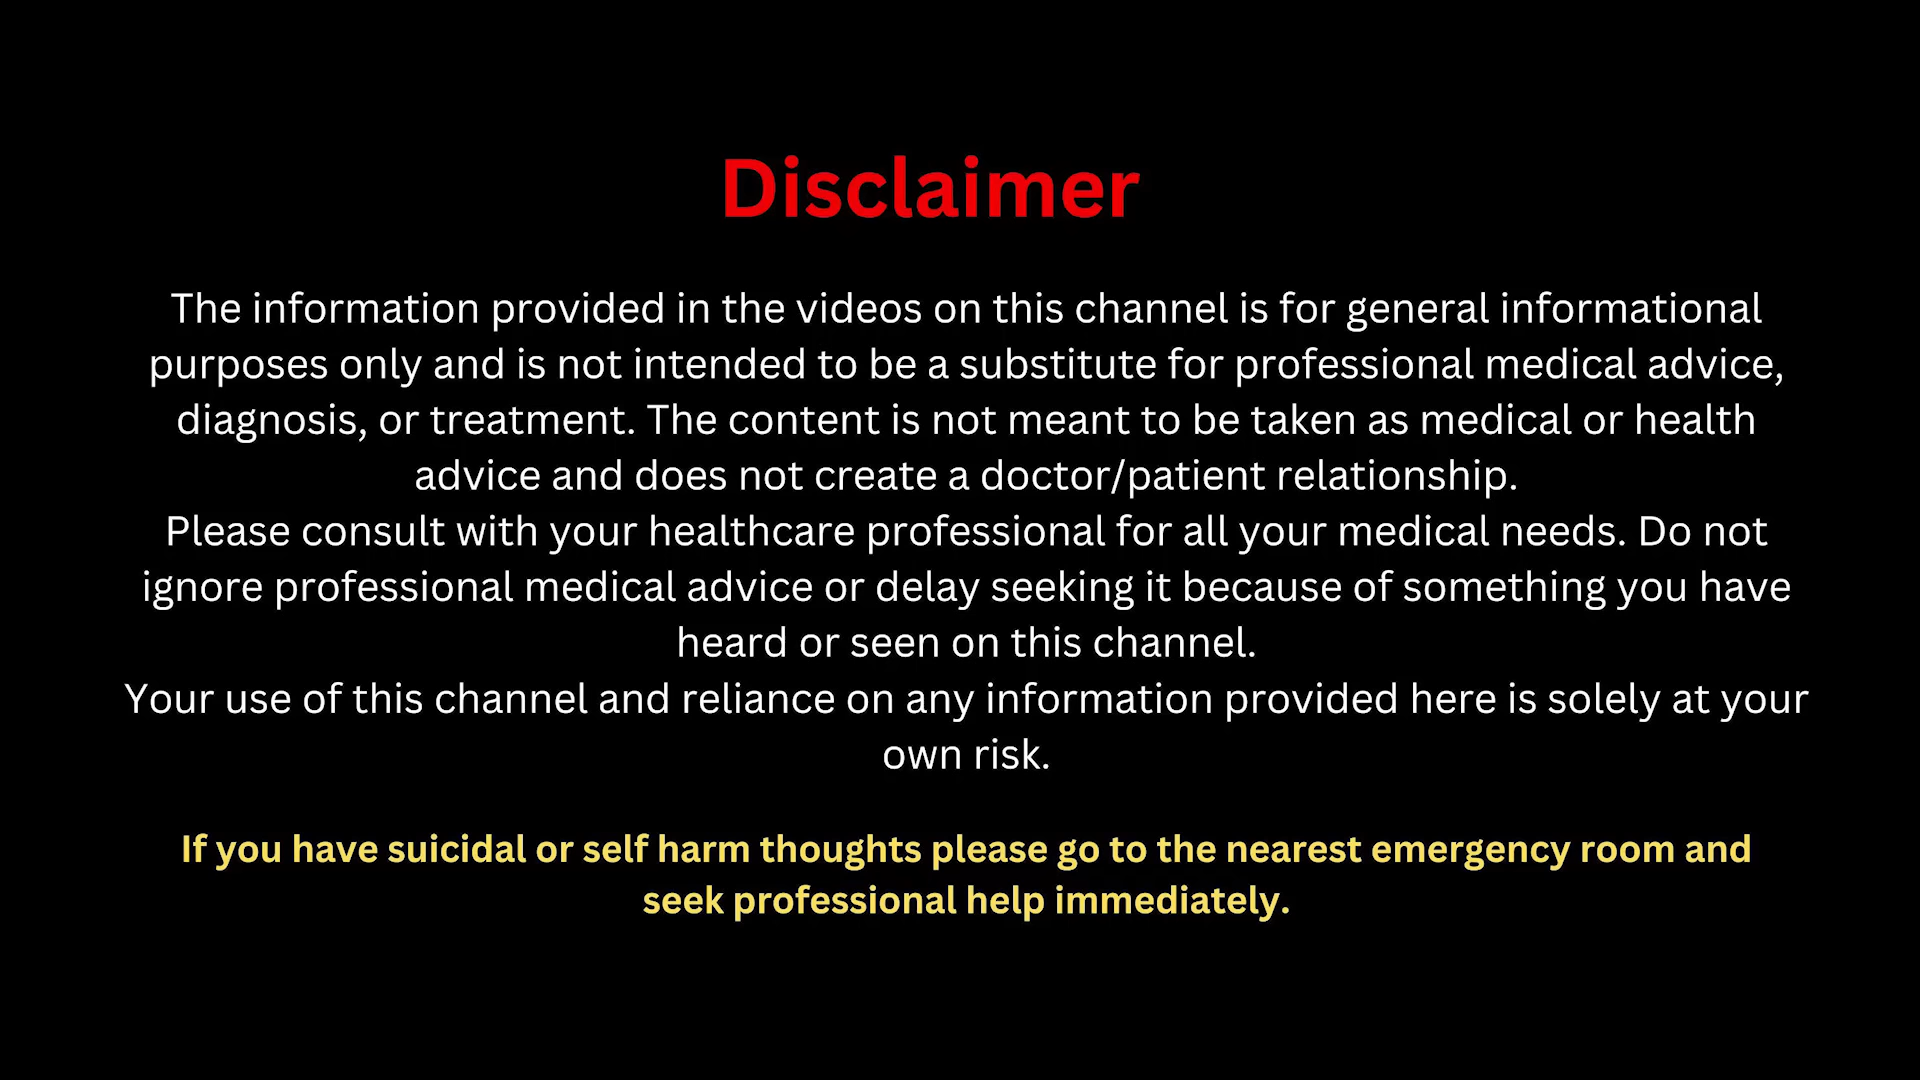 Disclaimer
The information provided in the videos on this channel is for general informational
purposes only and is not intended to be a substitute for professional medical advice,
diagnosis, or treatment. The content is not meant to be taken as medical or health
advice and does not create a doctor/patient relationship.
Please consult with your healthcare professional for all your medical needs. Do not
ignore professional medical advice or delay seeking it because of something you have
heard or seen on this channel.
Your use of this channel and reliance on any information provided here is solely at your
own risk.
If you have suicidal or self harm thoughts please go to the nearest emergency room and
seek professional help immediately.